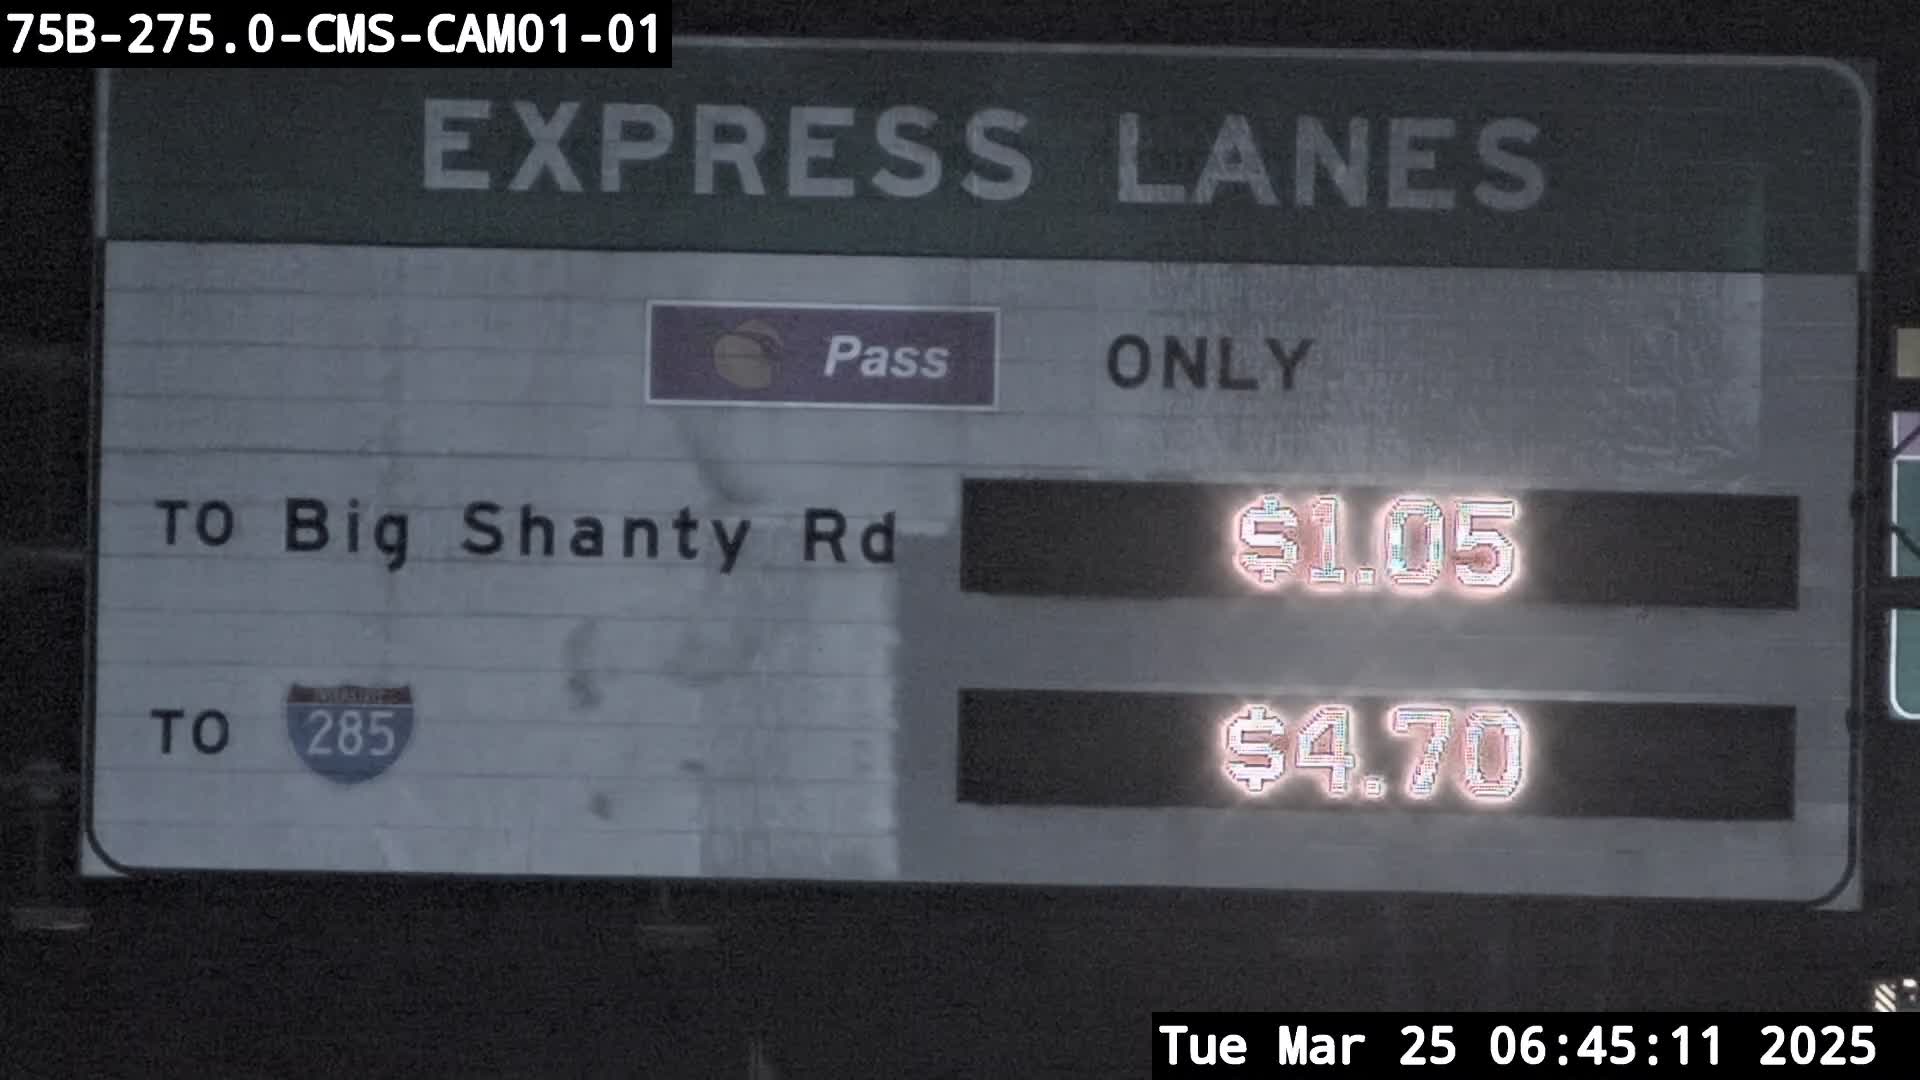 75B-275.0-CMS-CAM01-01
EXPRESS LANES
Pass ONLY
TO Big Shanty Rd $1.05
TO INTERSTATE 285 $4.70
Tue Mar 25 06:45:11 2025